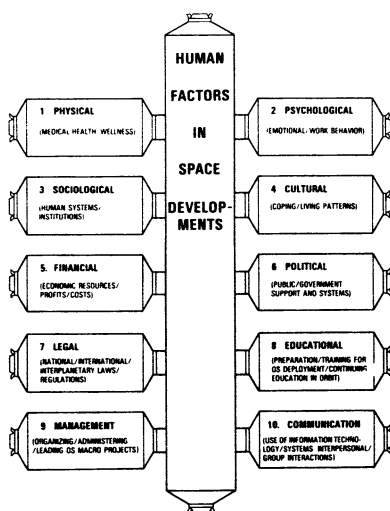 HUMAN
FACTORS
IN
SPACE
DEVELOP-
MENTS
1 PHYSICAL
(MEDICAL HEALTH WELLNESS)
2 PSYCHOLOGICAL
(EMOTIONAL/WORK BEHAVIOR)
3 SOCIOLOGICAL
(HUMAN SYSTEMS/
INSTITUTIONS)
4 CULTURAL
(COPING/LIVING PATTERNS)
5. FINANCIAL
(ECONOMIC RESOURCES/
PROFITS/COSTS)
6 POLITICAL
(PUBLIC/GOVERNMENT
SUPPORT AND SYSTEMS)
7 LEGAL
(NATIONAL/INTERNATIONAL/
INTERPLANETARY LAWS/
REGULATIONS)
8 EDUCATIONAL
(PREPARATION/TRAINING FOR
OS DEPLOYMENT/CONTINUING
EDUCATION IN ORBIT)
9 MANAGEMENT
(ORGANIZING/ADMINISTERING
/LEADING OS MACRO PROJECTS)
10. COMMUNICATION
(USE OF INFORMATION TECHNO-
LOGY/SYSTEMS INTERPERSONAL/
GROUP INTERACTIONS)